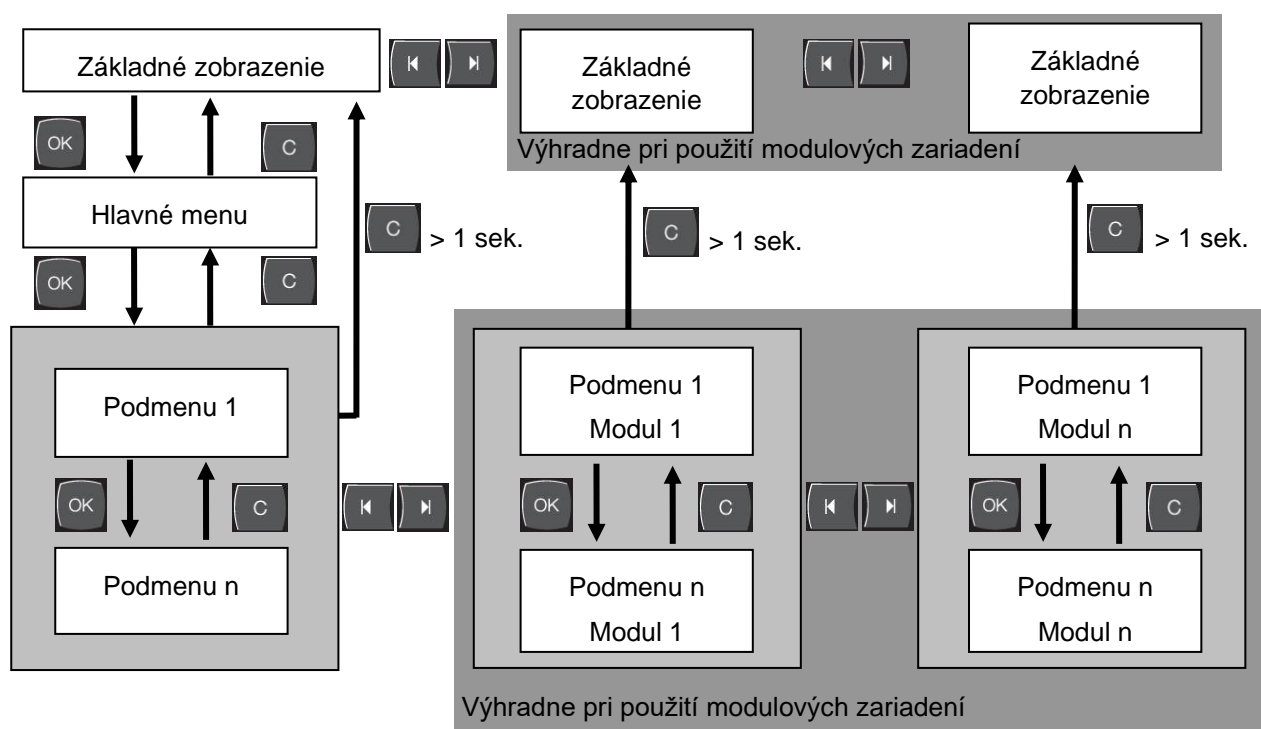 Základné zobrazenie
Základné
zobrazenie
Základné
zobrazenie
Výhradne pri použití modulových zariadení
OK
C
Hlavné menu
C
> 1 sek.
C
> 1 sek.
C
> 1 sek.
OK
C
Podmenu 1
Podmenu 1
Modul 1
Podmenu 1
Modul n
OK
C
OK
C
OK
C
Podmenu n
Podmenu n
Modul 1
Podmenu n
Modul n
Výhradne pri použití modulových zariadení